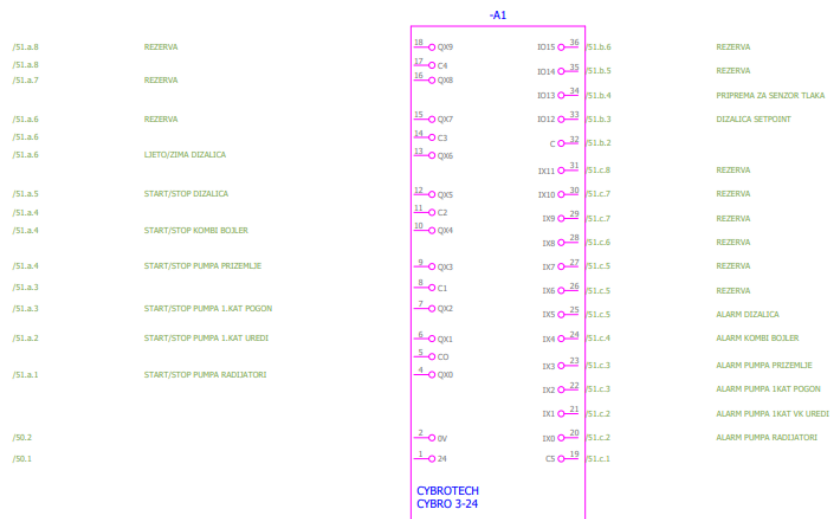 -A1
/51.a.8 REZERVA 18 QX9 IO15 36 /51.b.6 REZERVA
/51.a.8 17 C4
IO14 35 /51.b.5 REZERVA
/51.a.7 REZERVA 16 QX8
IO13 34 /51.b.4 PRIPREMA ZA SENZOR TLAKA
/51.a.6 REZERVA 15 QX7 IO12 33 /51.b.3 DIZALICA SETPOINT
/51.a.6 14 C3
C 32 /51.b.2
/51.a.6 LJETO/ZIMA DIZALICA 13 QX6
IX11 31 /51.c.8 REZERVA
/51.a.5 START/STOP DIZALICA 12 QX5 IX10 30 /51.c.7 REZERVA
/51.a.4 11 C2
IX9 29 /51.c.7 REZERVA
/51.a.4 START/STOP KOMBI BOJLER 10 QX4
IX8 28 /51.c.6 REZERVA
/51.a.4 START/STOP PUMPA PRIZEMLJE 9 QX3 IX7 27 /51.c.5 REZERVA
/51.a.3 8 C1
IX6 26 /51.c.5 REZERVA
/51.a.3 START/STOP PUMPA 1.KAT POGON 7 QX2
IX5 25 /51.c.5 ALARM DIZALICA
/51.a.2 START/STOP PUMPA 1.KAT UREDI 6 QX1 IX4 24 /51.c.4 ALARM KOMBI BOJLER
5 CO
IX3 23 /51.c.3 ALARM PUMPA PRIZEMLJE
/51.a.1 START/STOP PUMPA RADIJATORI 4 QX0
IX2 22 /51.c.3 ALARM PUMPA 1KAT POGON
IX1 21 /51.c.2 ALARM PUMPA 1KAT VK UREDI
/50.2 2 0V IX0 20 /51.c.2 ALARM PUMPA RADIJATORI
/50.1 1 24 CS 19 /51.c.1
CYBROTECH
CYBRO 3-24